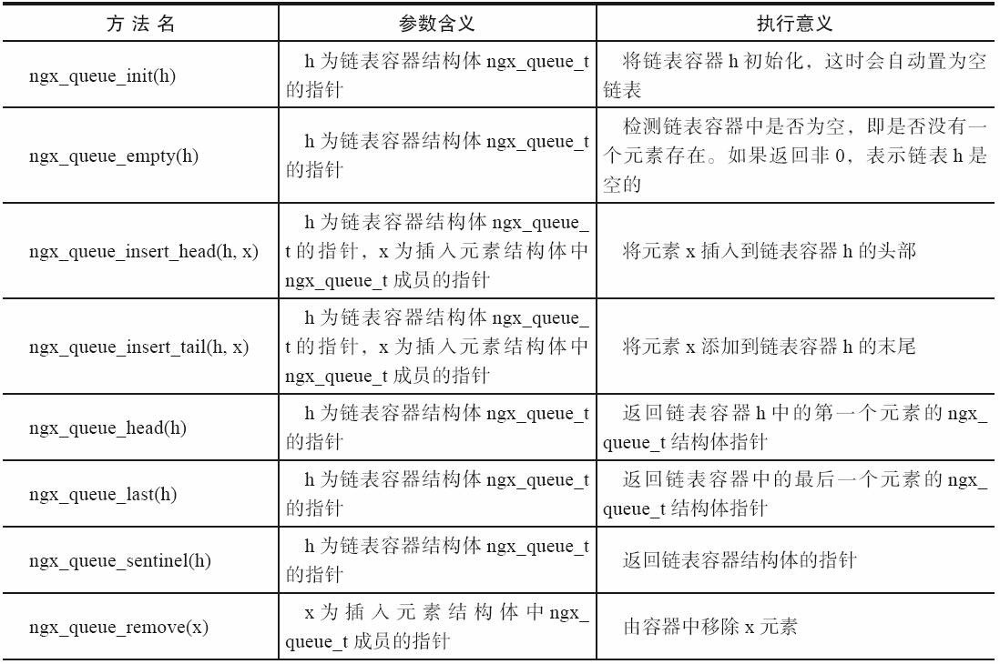 方法名 参数含义 执行意义
ngx_queue_init(h)
h 为链表容器结构体 ngx_queue_t
的指针
将链表容器 h 初始化，这时会自动置为空
链表
ngx_queue_empty(h)
h 为链表容器结构体 ngx_queue_t
的指针
检测链表容器中是否为空，即是否没有一
个元素存在。如果返回非 0，表示链表 h 是
空的
ngx_queue_insert_head(h, x)
h 为链表容器结构体 ngx_queue_
t 的指针，x 为插入元素结构体中
ngx_queue_t 成员的指针
将元素 x 插入到链表容器 h 的头部
ngx_queue_insert_tail(h, x)
h 为链表容器结构体 ngx_queue_
t 的指针，x 为插入元素结构体中
ngx_queue_t 成员的指针
将元素 x 添加到链表容器 h 的末尾
ngx_queue_head(h)
h 为链表容器结构体 ngx_queue_t
的指针
返回链表容器 h 中的第一个元素的 ngx_
queue_t 结构体指针
ngx_queue_last(h)
h 为链表容器结构体 ngx_queue_t
的指针
返回链表容器中的最后一个元素的 ngx_
queue_t 结构体指针
ngx_queue_sentinel(h)
h 为链表容器结构体 ngx_queue_t
的指针
返回链表容器结构体的指针
ngx_queue_remove(x)
x 为插入元素结构体中 ngx_
queue_t 成员的指针
由容器中移除 x 元素